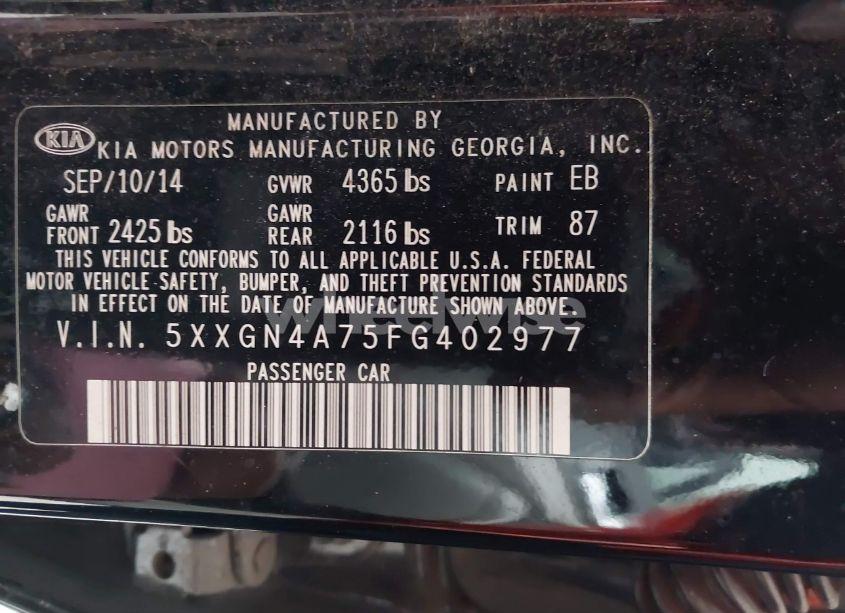 MANUFACTURED BY
KIA KIA MOTORS MANUFACTURING GEORGIA, INC.
SEP/10/14 GVWR 4365 lbs PAINT EB
GAWR FRONT 2425 lbs GAWR REAR 2116 lbs TRIM 87
THIS VEHICLE CONFORMS TO ALL APPLICABLE U.S.A. FEDERAL
MOTOR VEHICLE SAFETY, BUMPER, AND THEFT PREVENTION STANDARDS
IN EFFECT ON THE DATE OF MANUFACTURE SHOWN ABOVE
wheelwise
V.I.N. 5XXGN4A75FG402977
PASSENGER CAR